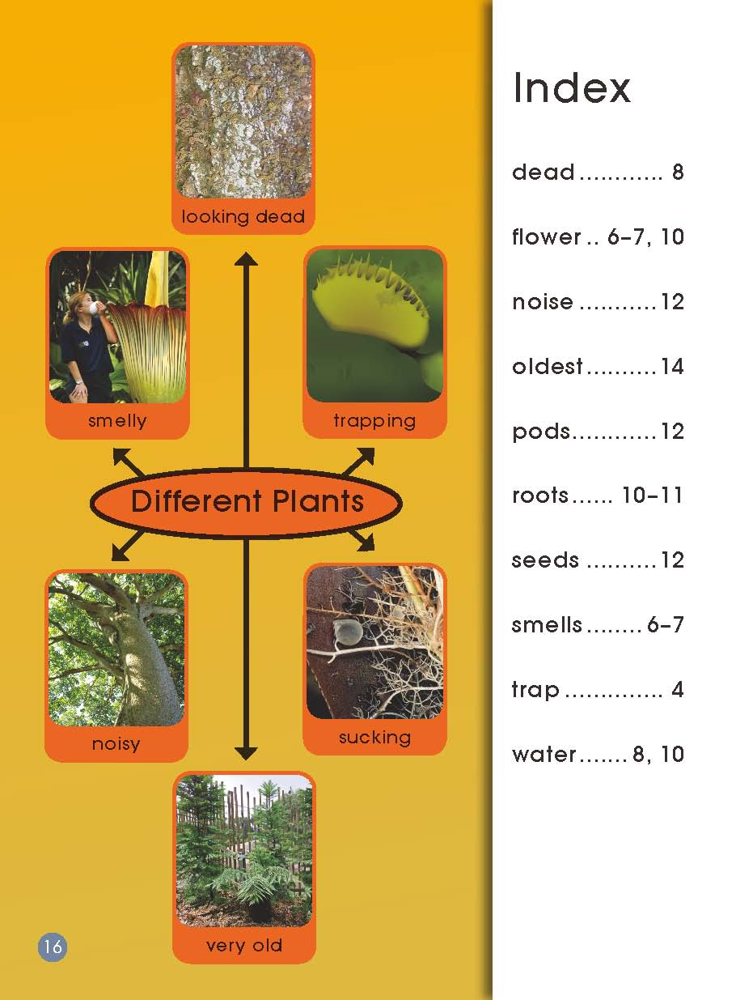 looking dead
smelly
trapping
Different Plants
noisy
sucking
very old
16
Index
dead ............ 8
flower .. 6–7, 10
noise ...........12
oldest..........14
pods............12
roots...... 10–11
seeds ..........12
smells........ 6–7
trap .............. 4
water....... 8, 10